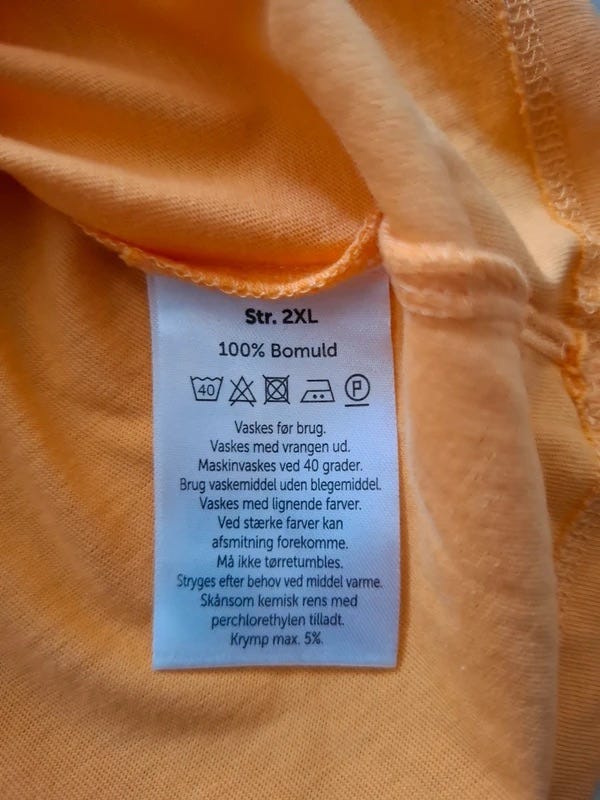 Str. 2XL
100% Bomuld
40 P
Vaskes før brug.
Vaskes med vrangen ud.
Maskinvaskes ved 40 grader.
Brug vaskemiddel uden blegemiddel.
Vaskes med lignende farver.
Ved stærke farver kan
afsmitning forekomme.
Må ikke tørretumbles.
Stryges efter behov ved middel varme.
Skånsom kemisk rens med
perchlorethylen tilladt.
Krymp max. 5%.